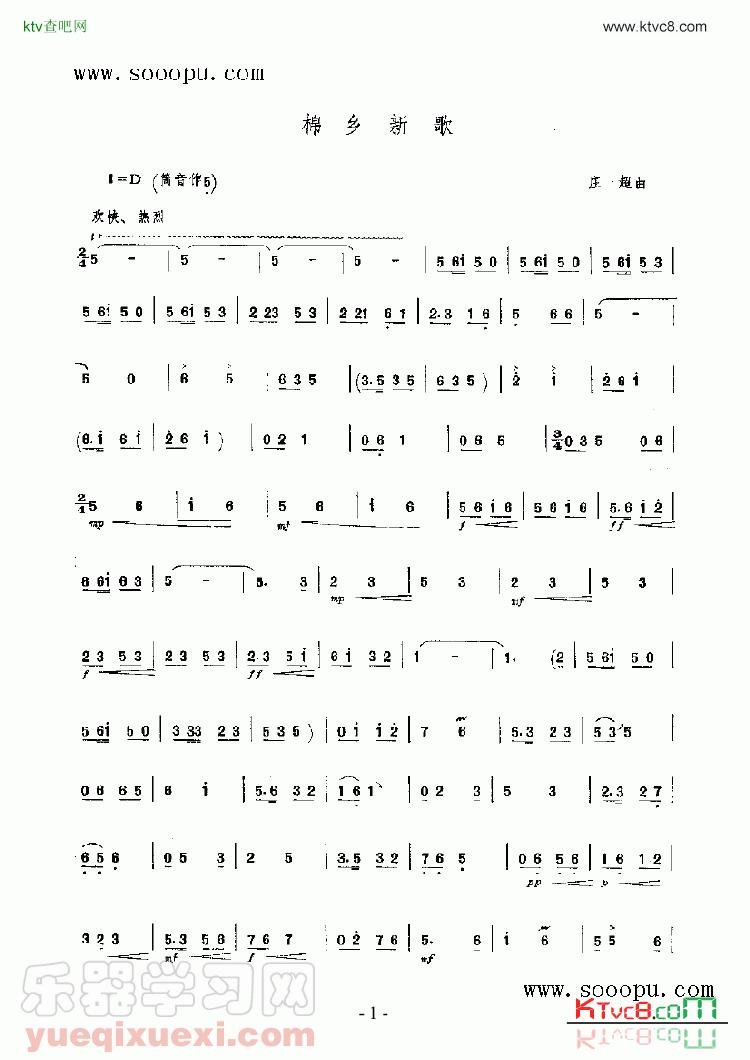 ktv查吧网
www.ktvc8.com
www.sooopu.com
棉乡新歌
1=D (筒音作5)
庄超曲
欢快、热烈
tr
2/4 5 - | 5 - | 5 - | 5 - | 5 6i 5 0 | 5 6i 5 0 | 5 6i 5 3 |
5 6i 5 0 | 5 6i 5 3 | 2 23 5 3 | 2 21 6 1 | 2·3 1 6 | 5 6 6 | 5 - |
5 0 | 6 5 | 6 3 5 | (3·5 3 5 | 6 3 5) | 2 i | 2 6 i |
(6·i 6 i | 2 6 i) | 0 2 1 | 0 6 1 | 0 6 5 | 3/4 0 3 5 0 6 |
2/4 5 6 | i 6 | 5 6 | i 6 | 5 6 i 6 | 5 6 i 6 | 5·6 i 2 |
mp mf f ff
6 6i 6 3 | 5 - | 5· 3 | 2 3 | 5 3 | 2 3 | 5 3 |
mp mf
2 3 5 3 | 2 3 5 3 | 2·3 5 i | 6 i 3 2 | 1 - | 1· (2 | 5 6i 5 0 |
f ff
5 6i 5 0 | 3 33 2 3 | 5 3 5) | 0 i i 2 | 7 6 | 5·3 2 3 | 5 3 5 |
0 6 6 5 | 6 i | 5·6 3 2 | 1 6 1 | 0 2 3 | 5 3 | 2·3 2 7 |
6 5 6 | 0 5 3 | 2 5 | 3·5 3 2 | 7 6 5 | 0 6 5 6 | 1 6 1 2 |
pp p
3 2 3 | 5·3 5 6 | 7 6 7 | 0 2 7 6 | 5· 6 | i 6 | 5 5 6 |
mf f mf
www.sooopu.com
乐器学习网
yueqixuexi.com
- 1 -
KTvc8.com